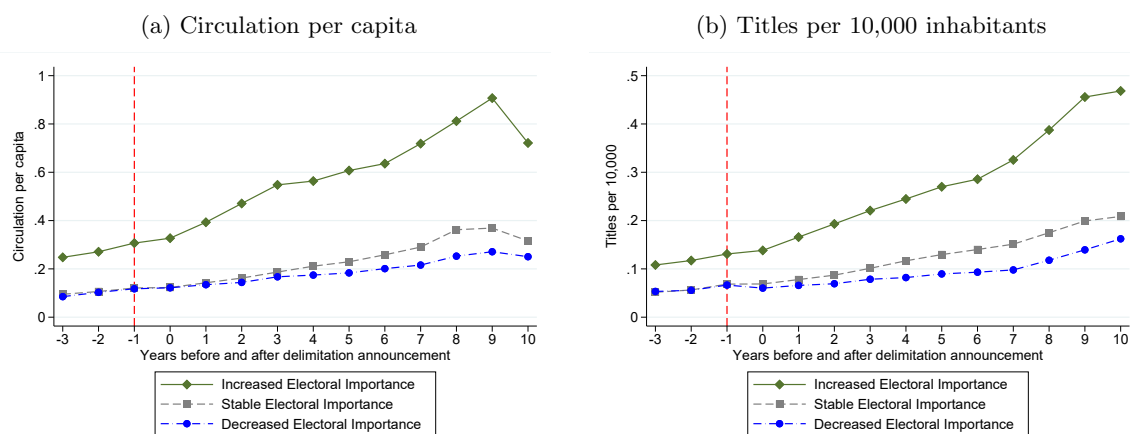 (a) Circulation per capita
1
.8
.6
.4
.2
0
Circulation per capita
-3 -2 -1 0 1 2 3 4 5 6 7 8 9 10
Years before and after delimitation announcement
Increased Electoral Importance
Stable Electoral Importance
Decreased Electoral Importance
(b) Titles per 10,000 inhabitants
.5
.4
.3
.2
.1
0
Titles per 10,000
-3 -2 -1 0 1 2 3 4 5 6 7 8 9 10
Years before and after delimitation announcement
Increased Electoral Importance
Stable Electoral Importance
Decreased Electoral Importance